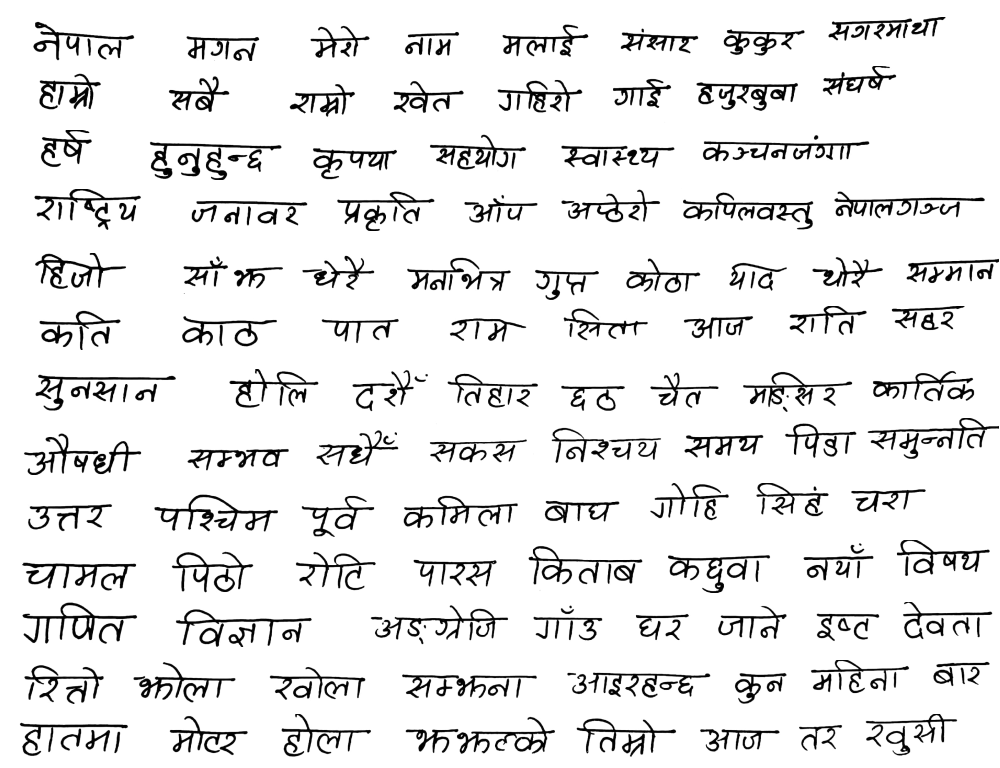 नेपाल मगन मेरो नाम मलाई संसार कुकुर सगरमाथा
हाम्रो सबै राम्रो खेत गहिरो गाई हजुरबुबा संघर्ष
हर्ष हुनुहुन्छ कृपया सहयोग स्वास्थ्य कञ्चनजंगा
राष्ट्रिय जनावर प्रकृति आँप अप्ठेरो कपिलवस्तु नेपालगञ्ज
हिजो साँझ धेरै मनभित्र गुप्त कोठा याद थोरै सम्मान
कति काठ पात राम सिता आज राति सहर
सुनसान होलि दशैँ तिहार छठ चैत मङ्सिर कार्तिक
औषधी सम्भव सधैँ सकस निश्चय समय पिडा समुन्नति
उत्तर पश्चिम पूर्व कमिला बाघ गोहि सिहं चरा
चामल पिठो रोटि पारस किताब कछुवा नयाँ विषय
गणित विज्ञान अङ्ग्रेजि गाँउ घर जाने इष्ट देवता
रित्तो झोला खोला सम्झना आइरहन्छ कुन महिना बार
हातमा मोटर होला झझल्को तिम्रो आज तर खुसी